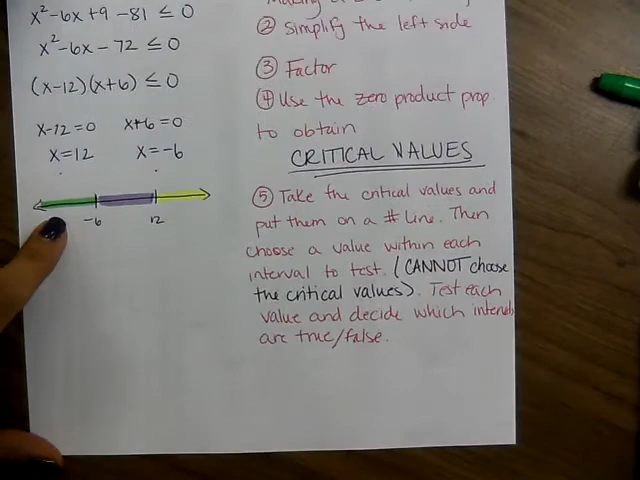 x² - 6x + 9 - 81 ≤ 0
x² - 6x - 72 ≤ 0
(x-12)(x+6) ≤ 0
x-12=0 x+6=0
x=12 x=-6
-6 12
② Simplify the left side
③ Factor
④ Use the zero product prop.
to obtain
CRITICAL VALUES
⑤ Take the critical values and
put them on a # line. Then
choose a value within each
interval to test. (CANNOT choose
the critical values). Test each
value and decide which intervals
are true/false.